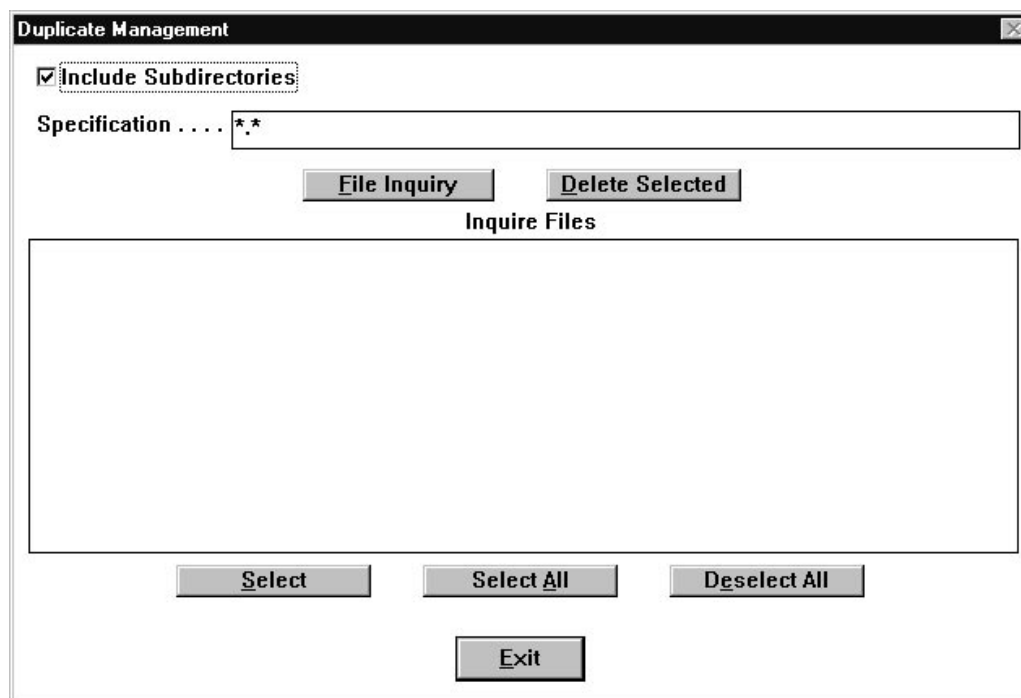 Duplicate Management
Include Subdirectories
Specification . . . . *.*
File Inquiry Delete Selected
Inquire Files
Select Select All Deselect All
Exit